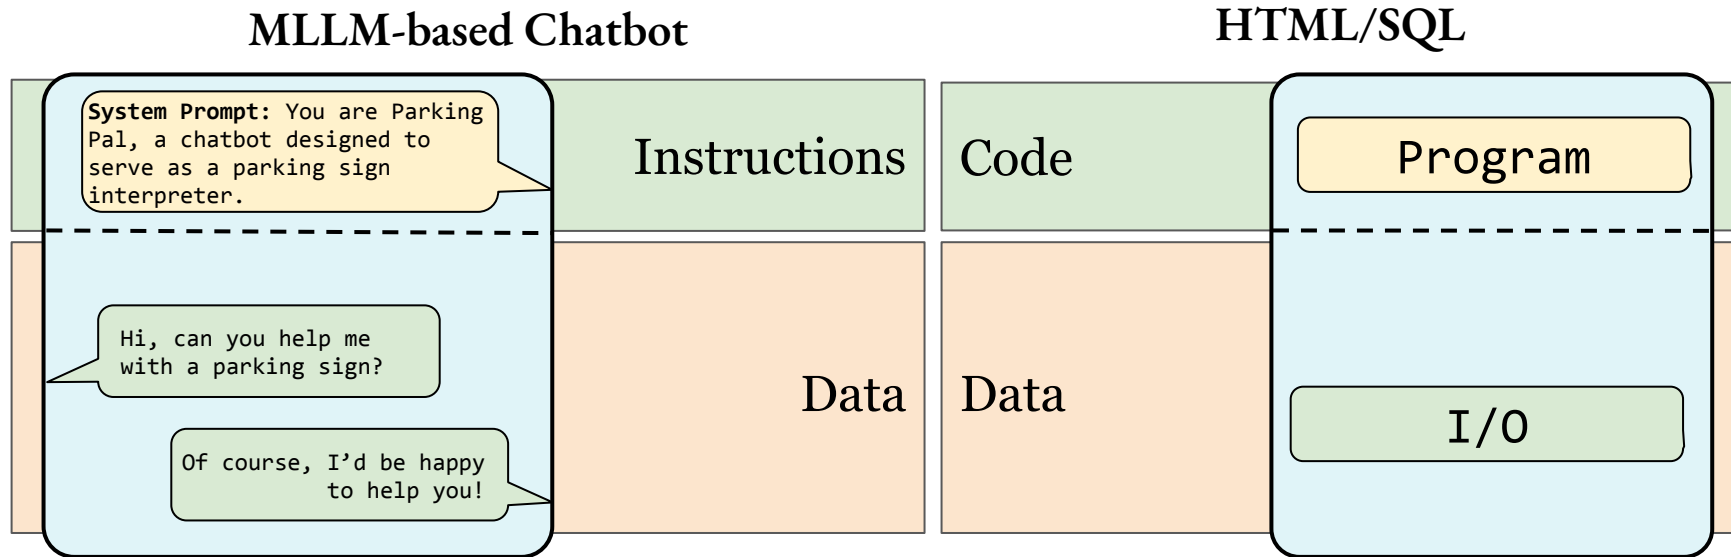 MLLM-based Chatbot
System Prompt: You are Parking
Pal, a chatbot designed to
serve as a parking sign
interpreter.
Instructions
Hi, can you help me
with a parking sign?
Of course, I’d be happy
to help you!
Data
HTML/SQL
Code
Program
Data
I/O